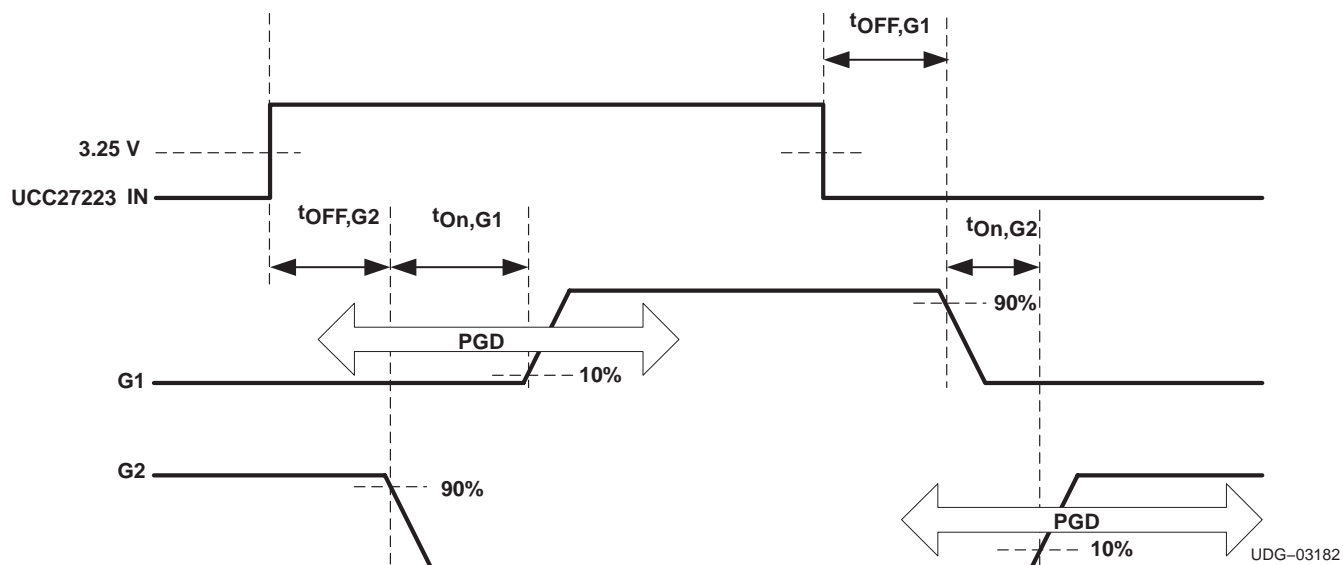 tOFF,G1
3.25 V
UCC27223 IN
tOFF,G2
tOn,G1
tOn,G2
90%
PGD
G1
10%
G2
90%
PGD
10%
UDG–03182